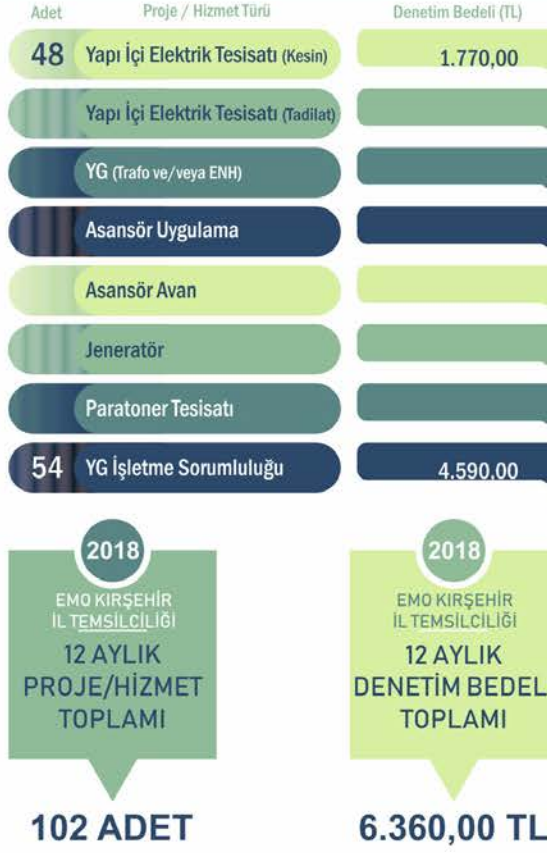 Adet Proje / Hizmet Türü Denetim Bedeli (TL)
48 Yapı İçi Elektrik Tesisatı (Kesin) 1.770,00
Yapı İçi Elektrik Tesisatı (Tadilat)
YG (Trafo ve/veya ENH)
Asansör Uygulama
Asansör Avan
Jeneratör
Paratoner Tesisatı
54 YG İşletme Sorumluluğu 4.590,00
2018
EMO KIRŞEHİR
İL TEMSİLCİLİĞİ
12 AYLIK
PROJE/HİZMET
TOPLAMI
102 ADET
2018
EMO KIRŞEHİR
İL TEMSİLCİLİĞİ
12 AYLIK
DENETİM BEDEL
TOPLAMI
6.360,00 TL